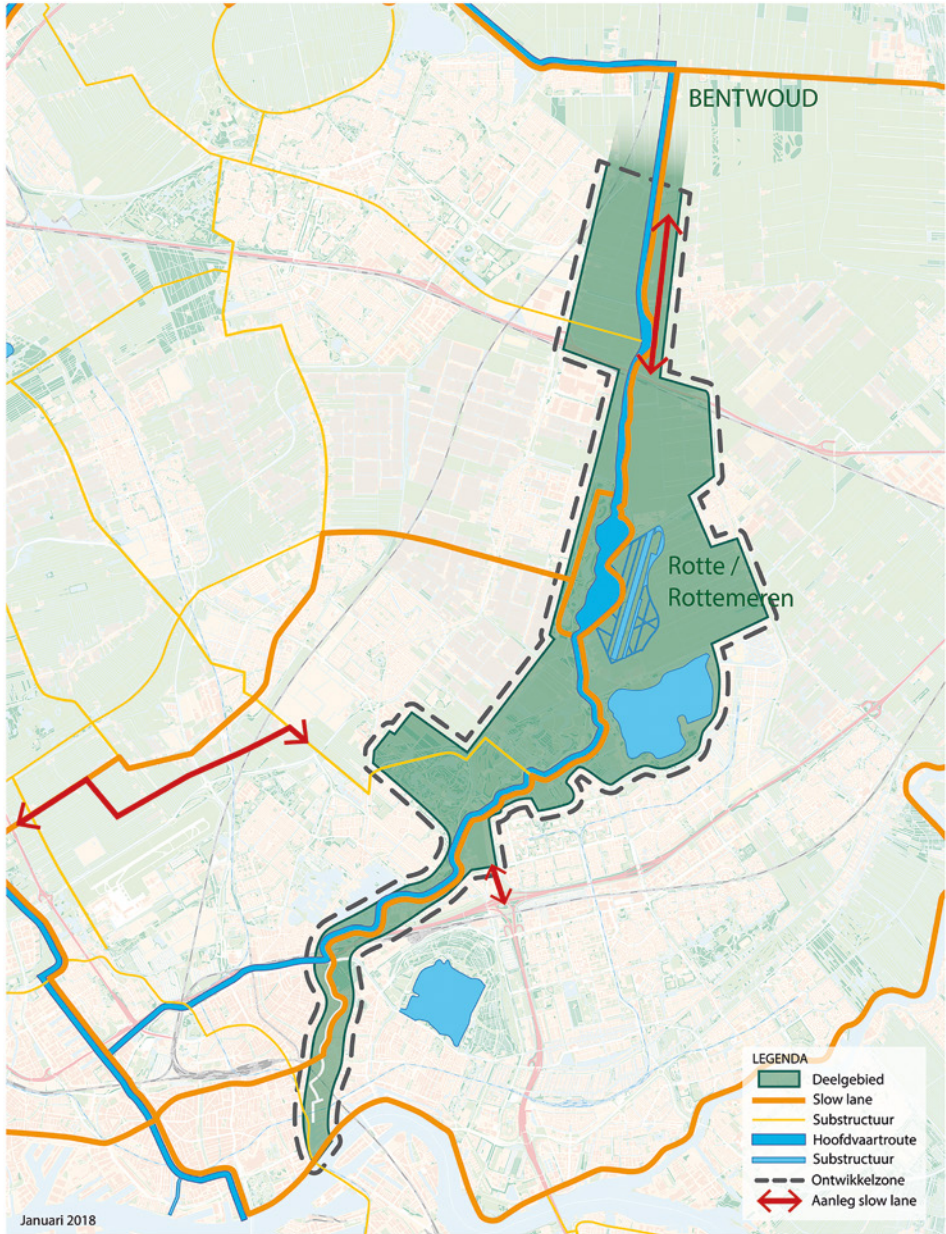 BENTWOUD
Rotte /
Rottemeren
LEGENDA
Deelgebied
Slow lane
Substructuur
Hoofdvaartroute
Substructuur
Ontwikkelzone
Aanleg slow lane
Januari 2018